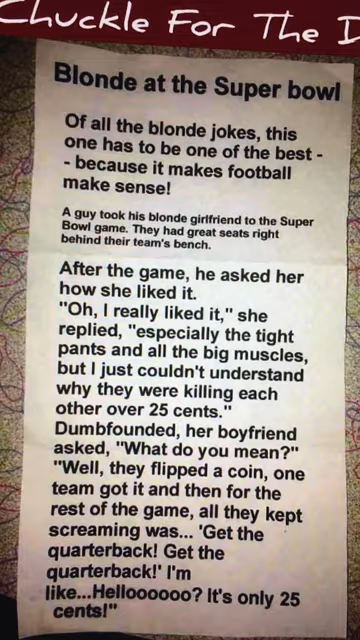 Chuckle For The D
Blonde at the Super bowl
Of all the blonde jokes, this
one has to be one of the best -
- because it makes football
make sense!
A guy took his blonde girlfriend to the Super
Bowl game. They had great seats right
behind their team's bench.
After the game, he asked her
how she liked it.
"Oh, I really liked it," she
replied, "especially the tight
pants and all the big muscles,
but I just couldn't understand
why they were killing each
other over 25 cents."
Dumbfounded, her boyfriend
asked, "What do you mean?"
"Well, they flipped a coin, one
team got it and then for the
rest of the game, all they kept
screaming was... 'Get the
quarterback! Get the
quarterback!' I'm
like...Helloooooo? It's only 25
cents!"